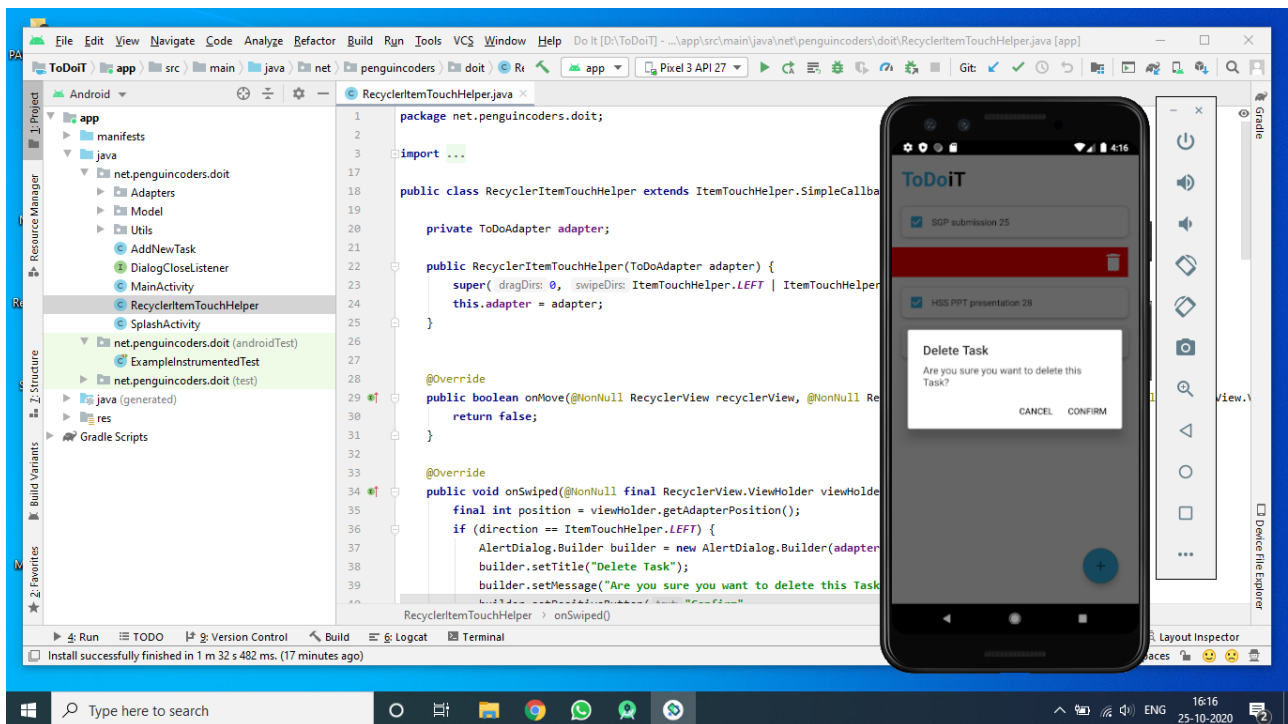 File Edit View Navigate Code Analyze Refactor Build Run Tools VCS Window Help Do It [D:\ToDoiT] - ...\app\src\main\java\net\penguincoders\doit\RecyclerItemTouchHelper.java [app]
ToDoiT app src main java net penguincoders doit app Pixel 3 API 27 Git:
Android
RecyclerItemTouchHelper.java
1: Project
Resource Manager
Z: Structure
Build Variants
2: Favorites
app
manifests
java
net.penguincoders.doit
Adapters
Model
Utils
AddNewTask
DialogCloseListener
MainActivity
RecyclerItemTouchHelper
SplashActivity
net.penguincoders.doit (androidTest)
ExampleInstrumentedTest
net.penguincoders.doit (test)
java (generated)
res
Gradle Scripts
1 package net.penguincoders.doit;
2
3 import ...
17
18 public class RecyclerItemTouchHelper extends ItemTouchHelper.SimpleCallba
19
20 private ToDoAdapter adapter;
21
22 public RecyclerItemTouchHelper(ToDoAdapter adapter) {
23 super( dragDirs: 0, swipeDirs: ItemTouchHelper.LEFT | ItemTouchHelper
24 this.adapter = adapter;
25 }
26
27
28 @Override
29 public boolean onMove(@NonNull RecyclerView recyclerView, @NonNull Re
30 return false;
31 }
32
33 @Override
34 public void onSwiped(@NonNull final RecyclerView.ViewHolder viewHolde
35 final int position = viewHolder.getAdapterPosition();
36 if (direction == ItemTouchHelper.LEFT) {
37 AlertDialog.Builder builder = new AlertDialog.Builder(adapter
38 builder.setTitle("Delete Task");
39 builder.setMessage("Are you sure you want to delete this Task
RecyclerItemTouchHelper onSwiped()
4:16
ToDoiT
SGP submission 25
HSS PPT presentation 28
Delete Task
Are you sure you want to delete this
Task?
CANCEL CONFIRM
View.V
Gradle
Device File Explorer
4: Run TODO 9: Version Control Build 6: Logcat Terminal
Layout Inspector
Install successfully finished in 1 m 32 s 482 ms. (17 minutes ago)
aces
Type here to search
ENG
16:16
25-10-2020
2